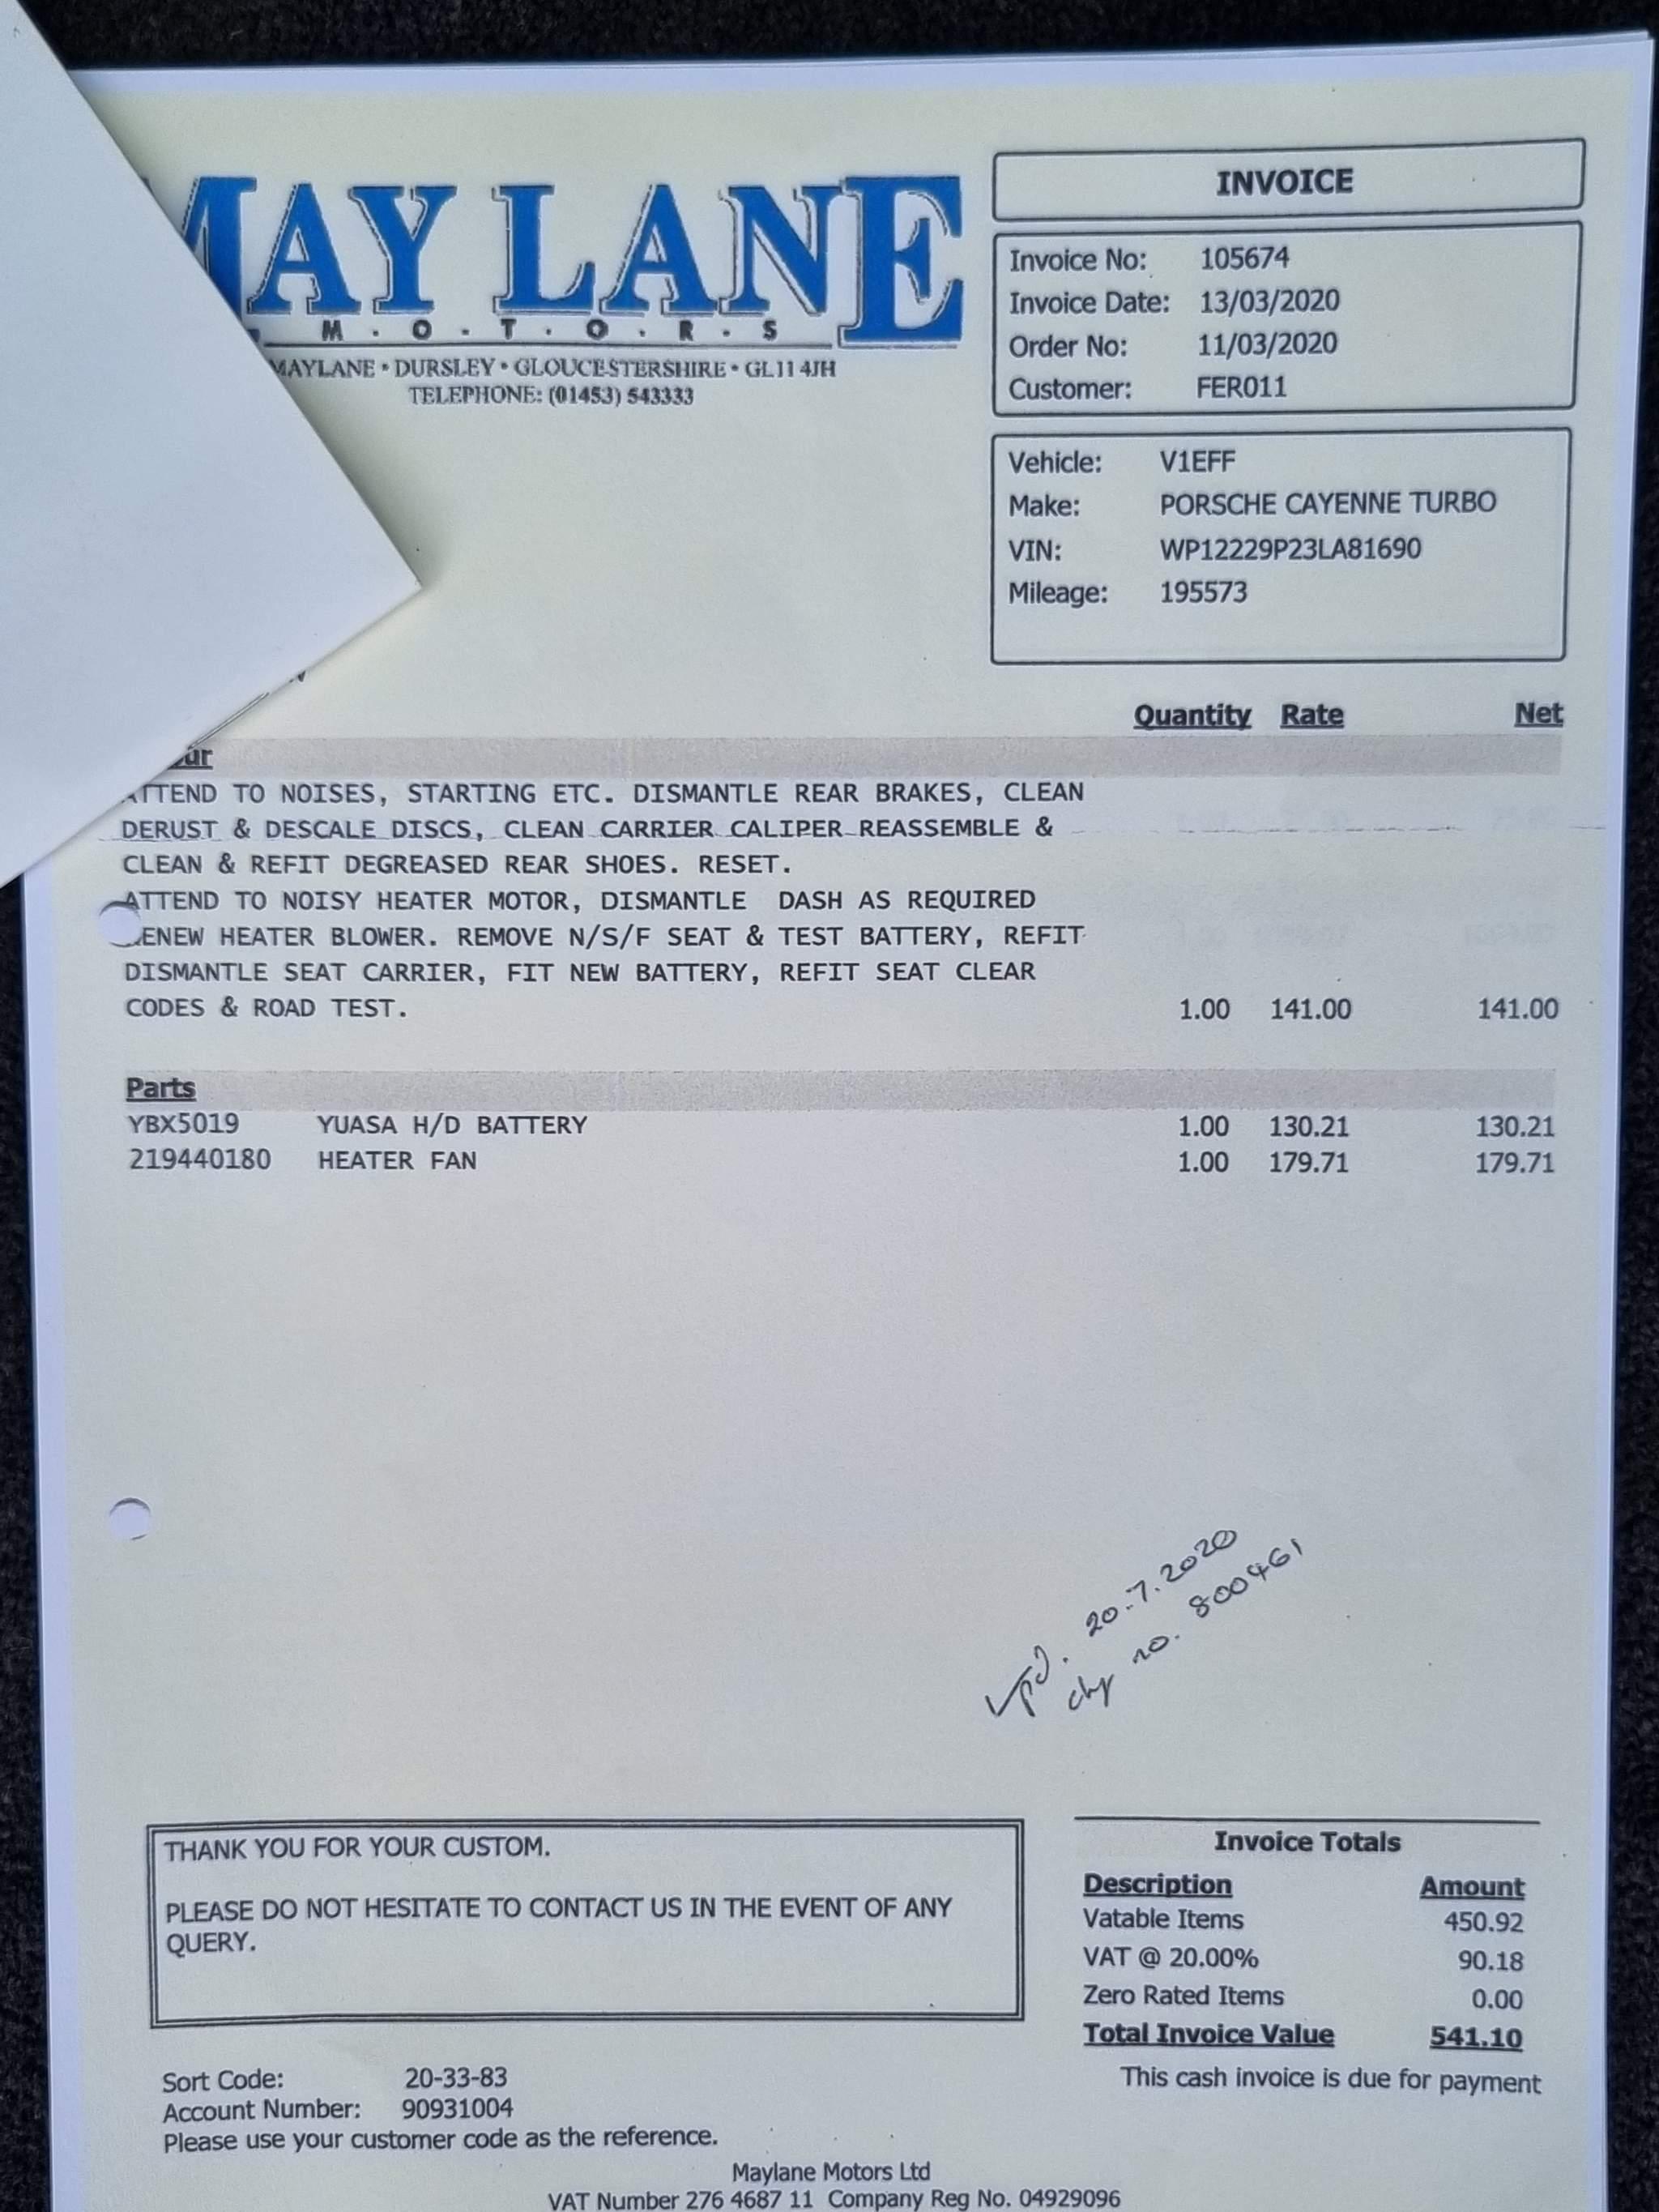 MAY LANE
M·O·T·O·R·S
MAYLANE • DURSLEY • GLOUCESTERSHIRE • GL11 4JH
TELEPHONE: (01453) 543333
INVOICE
Invoice No: 105674
Invoice Date: 13/03/2020
Order No: 11/03/2020
Customer: FER011
Vehicle: V1EFF
Make: PORSCHE CAYENNE TURBO
VIN: WP12229P23LA81690
Mileage: 195573
Quantity Rate Net
ATTEND TO NOISES, STARTING ETC. DISMANTLE REAR BRAKES, CLEAN
DERUST & DESCALE DISCS, CLEAN CARRIER CALIPER REASSEMBLE &
CLEAN & REFIT DEGREASED REAR SHOES. RESET.
ATTEND TO NOISY HEATER MOTOR, DISMANTLE DASH AS REQUIRED
RENEW HEATER BLOWER. REMOVE N/S/F SEAT & TEST BATTERY, REFIT
DISMANTLE SEAT CARRIER, FIT NEW BATTERY, REFIT SEAT CLEAR
CODES & ROAD TEST. 1.00 141.00 141.00
Parts
YBX5019 YUASA H/D BATTERY 1.00 130.21 130.21
219440180 HEATER FAN 1.00 179.71 179.71
pd. 20.7.2020
chq no. 800461
THANK YOU FOR YOUR CUSTOM.
PLEASE DO NOT HESITATE TO CONTACT US IN THE EVENT OF ANY
QUERY.
Invoice Totals
Description Amount
Vatable Items 450.92
VAT @ 20.00% 90.18
Zero Rated Items 0.00
Total Invoice Value 541.10
This cash invoice is due for payment
Sort Code: 20-33-83
Account Number: 90931004
Please use your customer code as the reference.
Maylane Motors Ltd
VAT Number 276 4687 11 Company Reg No. 04929096